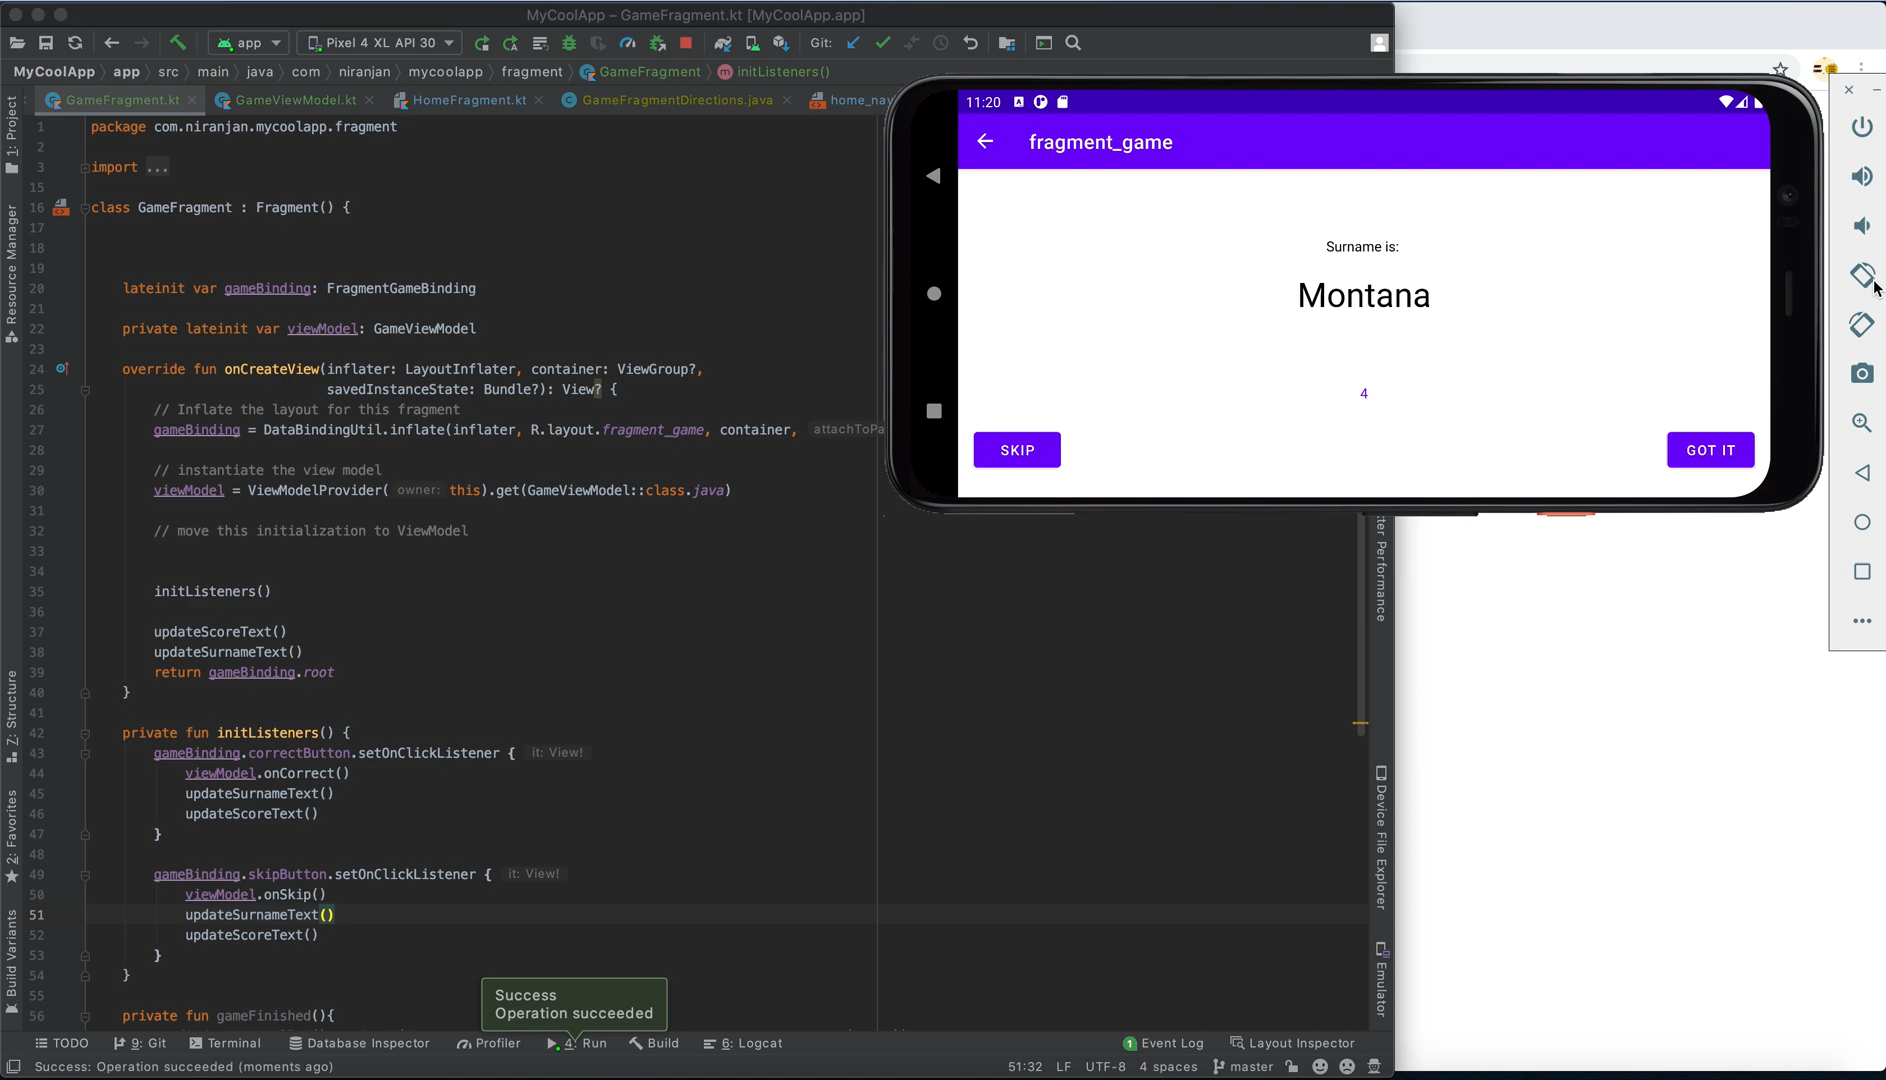 MyCoolApp – GameFragment.kt [MyCoolApp.app]
app
Pixel 4 XL API 30
Git:
MyCoolApp
app
src
main
java
com
niranjan
mycoolapp
fragment
GameFragment
initListeners()
GameFragment.kt
GameViewModel.kt
HomeFragment.kt
GameFragmentDirections.java
home_nav
1: Project
Resource Manager
Z: Structure
2: Favorites
Build Variants
1 package com.niranjan.mycoolapp.fragment
2
3 import ...
15
16 class GameFragment : Fragment() {
17
18
19
20 lateinit var gameBinding: FragmentGameBinding
21
22 private lateinit var viewModel: GameViewModel
23
24 override fun onCreateView(inflater: LayoutInflater, container: ViewGroup?,
25 savedInstanceState: Bundle?): View? {
26 // Inflate the layout for this fragment
27 gameBinding = DataBindingUtil.inflate(inflater, R.layout.fragment_game, container, attachToPa
28
29 // instantiate the view model
30 viewModel = ViewModelProvider( owner: this).get(GameViewModel::class.java)
31
32 // move this initialization to ViewModel
33
34
35 initListeners()
36
37 updateScoreText()
38 updateSurnameText()
39 return gameBinding.root
40 }
41
42 private fun initListeners() {
43 gameBinding.correctButton.setOnClickListener { it: View!
44 viewModel.onCorrect()
45 updateSurnameText()
46 updateScoreText()
47 }
48
49 gameBinding.skipButton.setOnClickListener { it: View!
50 viewModel.onSkip()
51 updateSurnameText()
52 updateScoreText()
53 }
54 }
55
56 private fun gameFinished(){
Success
Operation succeeded
11:20
A
fragment_game
Surname is:
Montana
4
SKIP
GOT IT
tter Performance
Device File Explorer
Emulator
TODO
9: Git
Terminal
Database Inspector
Profiler
4: Run
Build
6: Logcat
1 Event Log
Layout Inspector
Success: Operation succeeded (moments ago)
51:32
LF
UTF-8
4 spaces
master